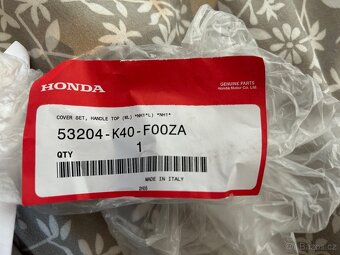 HONDA
GENUINE PARTS
Honda Motor Co., Ltd.
COVER SET, HANDLE TOP (WL) *NH1*L) *NH1*
53204-K40-F00ZA
QTY 1
MADE IN ITALY